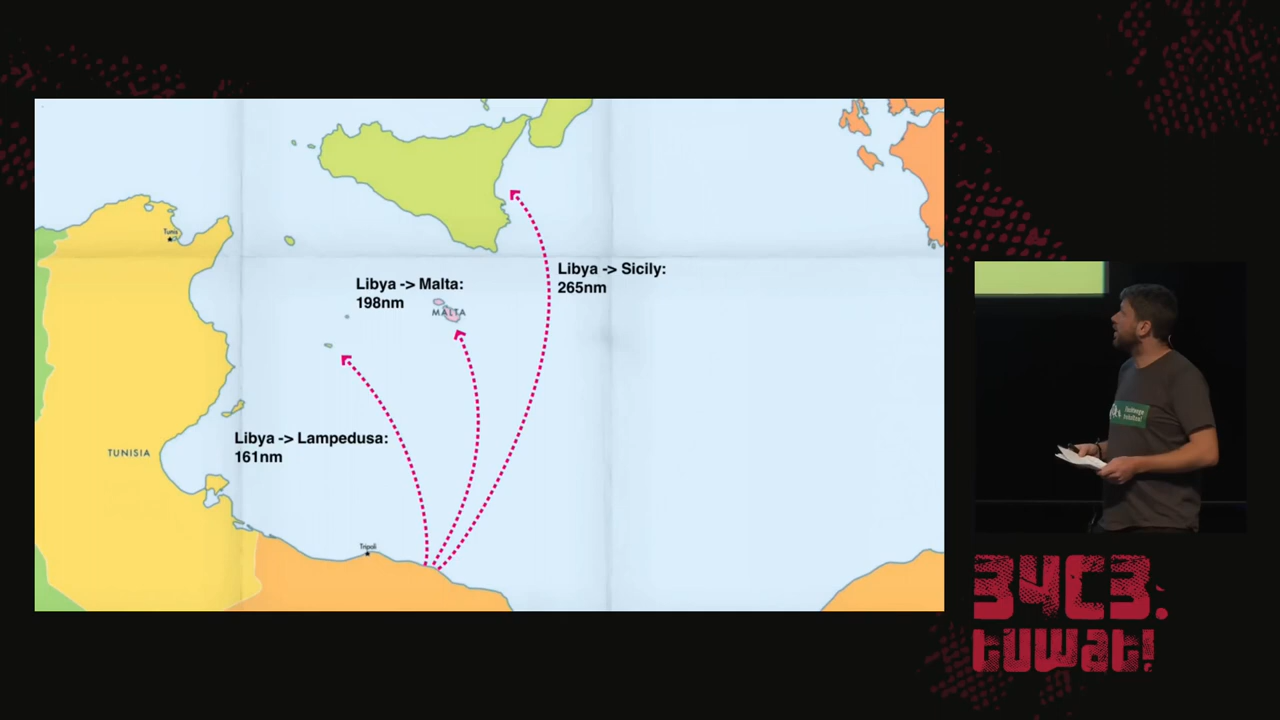 Tunis
Libya -> Sicily:
265nm
Libya -> Malta:
198nm
MALTA
Libya -> Lampedusa:
161nm
TUNISIA
Tripoli
34C3.
tuwat!